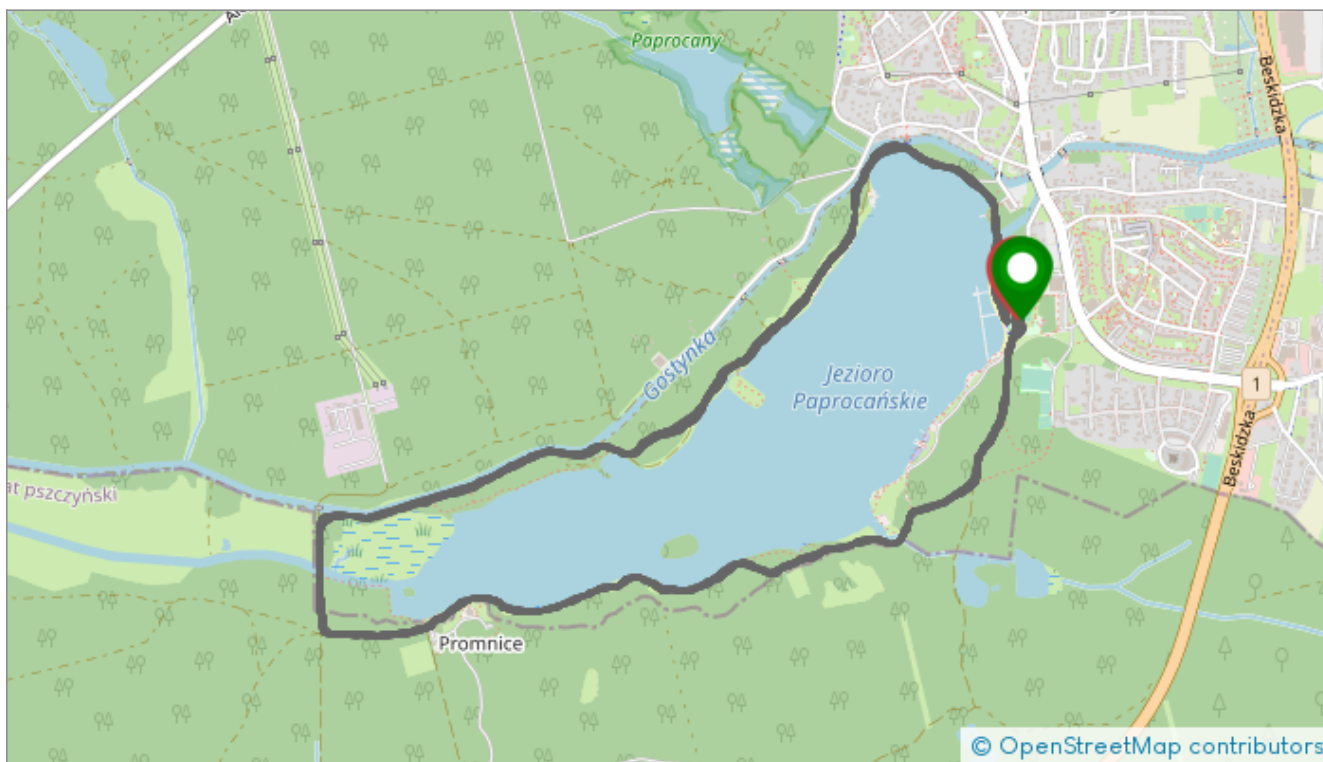 Paprocany
Beskidzka
Gostynka
Jezioro
Paprocańskie
1
at pszczyński
Beskidzka
Promnice
© OpenStreetMap contributors